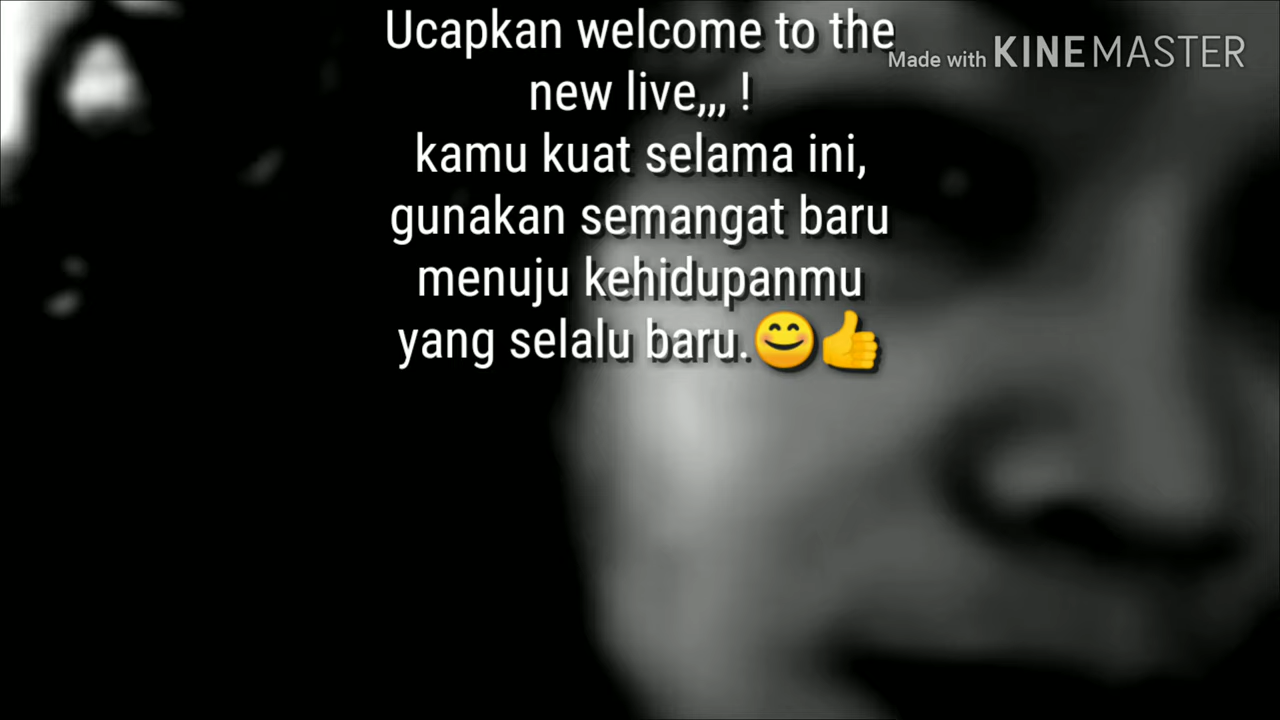 Ucapkan welcome to the
Made with KINEMASTER
new live,,, !
kamu kuat selama ini,
gunakan semangat baru
menuju kehidupanmu
yang selalu baru.😊👍